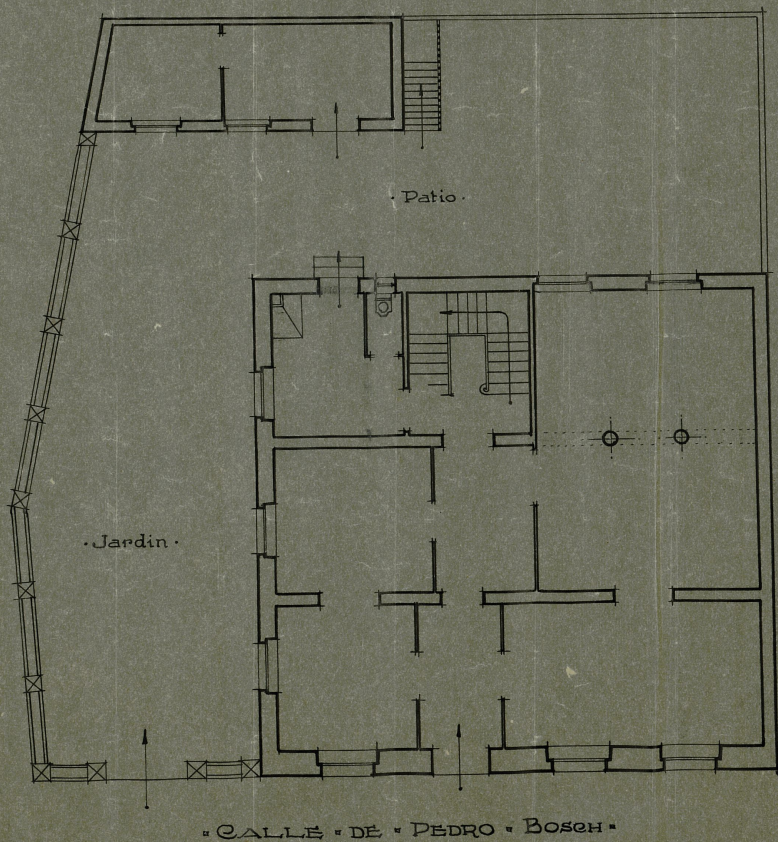 · Patio ·
· Jardin ·
" CALLE " DE " PEDRO " BOSCH "